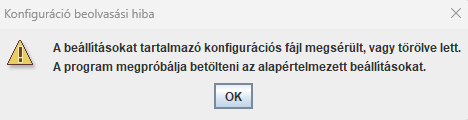 Konfiguráció beolvasási hiba
A beállításokat tartalmazó konfigurációs fájl megsérült, vagy törölve lett.
A program megpróbálja betölteni az alapértelmezett beállításokat.
OK